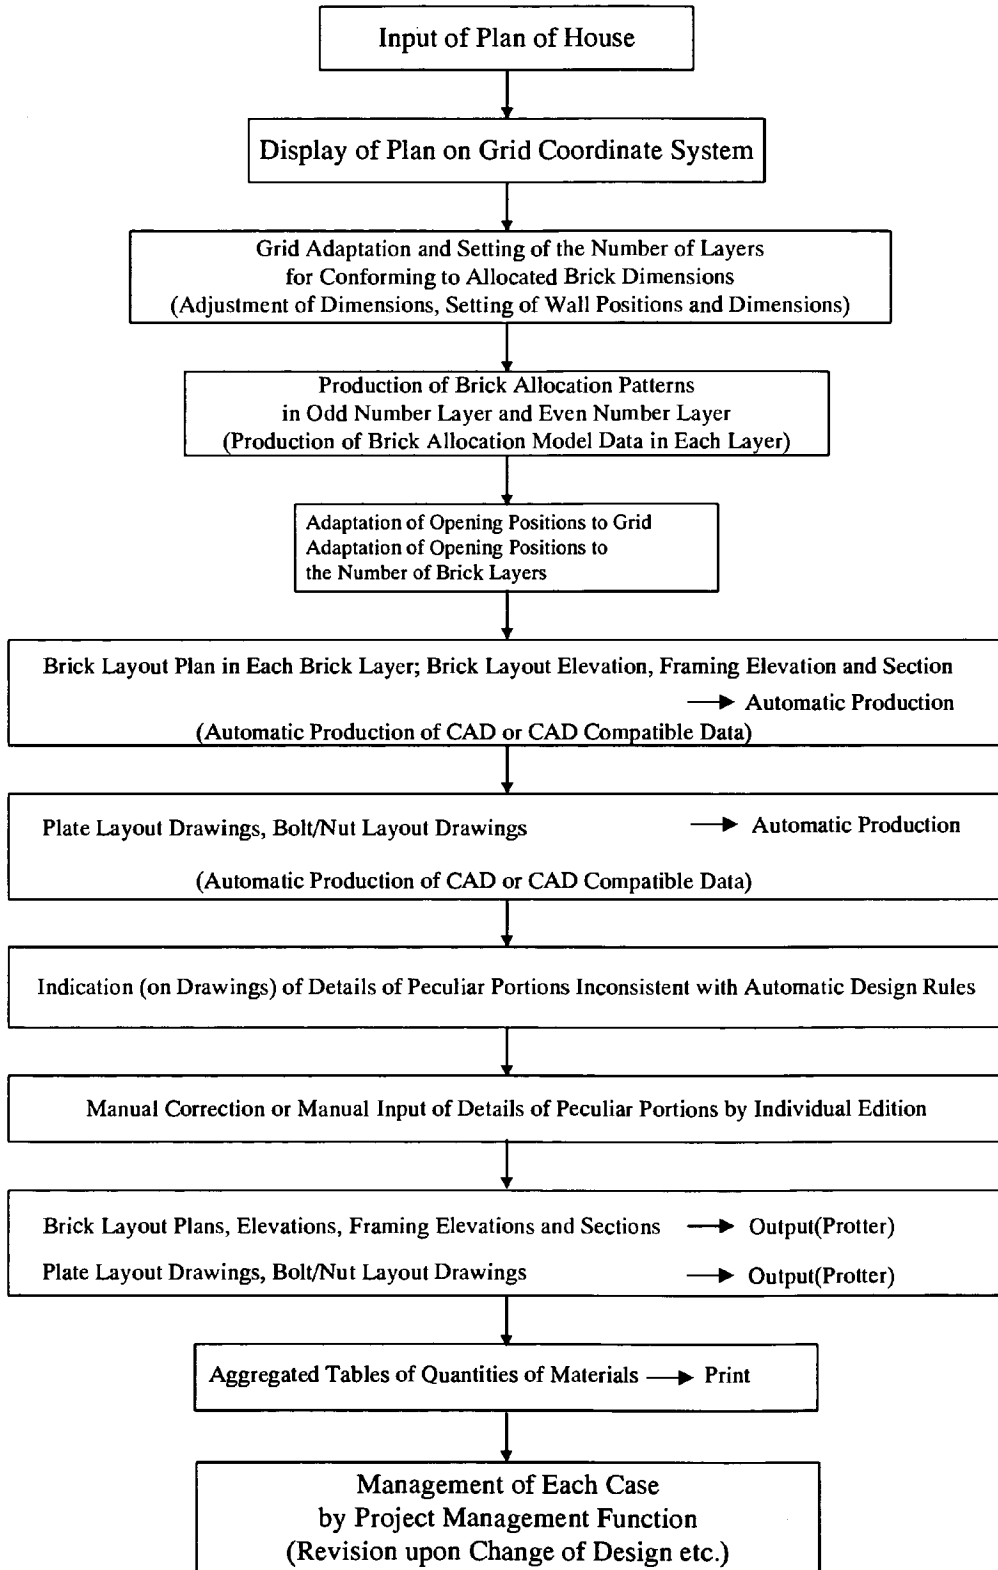 Input of Plan of House
Display of Plan on Grid Coordinate System
Grid Adaptation and Setting of the Number of Layers
for Conforming to Allocated Brick Dimensions
(Adjustment of Dimensions, Setting of Wall Positions and Dimensions)
Production of Brick Allocation Patterns
in Odd Number Layer and Even Number Layer
(Production of Brick Allocation Model Data in Each Layer)
Adaptation of Opening Positions to Grid
Adaptation of Opening Positions to
the Number of Brick Layers
Brick Layout Plan in Each Brick Layer; Brick Layout Elevation, Framing Elevation and Section
→ Automatic Production
(Automatic Production of CAD or CAD Compatible Data)
Plate Layout Drawings, Bolt/Nut Layout Drawings → Automatic Production
(Automatic Production of CAD or CAD Compatible Data)
Indication (on Drawings) of Details of Peculiar Portions Inconsistent with Automatic Design Rules
Manual Correction or Manual Input of Details of Peculiar Portions by Individual Edition
Brick Layout Plans, Elevations, Framing Elevations and Sections → Output(Protter)
Plate Layout Drawings, Bolt/Nut Layout Drawings → Output(Protter)
Aggregated Tables of Quantities of Materials → Print
Management of Each Case
by Project Management Function
(Revision upon Change of Design etc.)